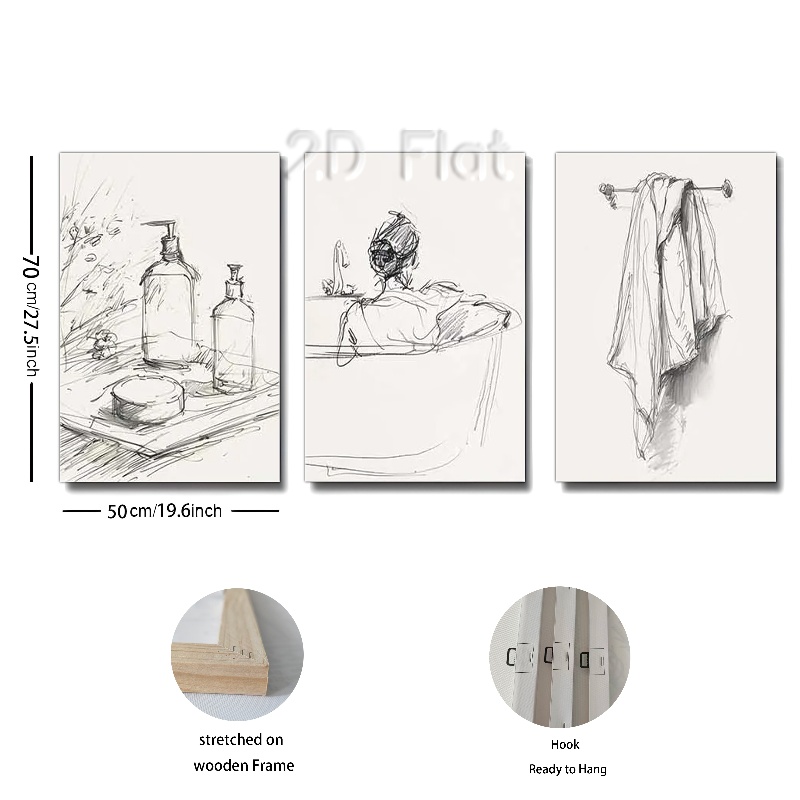 2D Flat
70cm/27.5inch
50cm/19.6inch
stretched on
wooden Frame
Hook
Ready to Hang